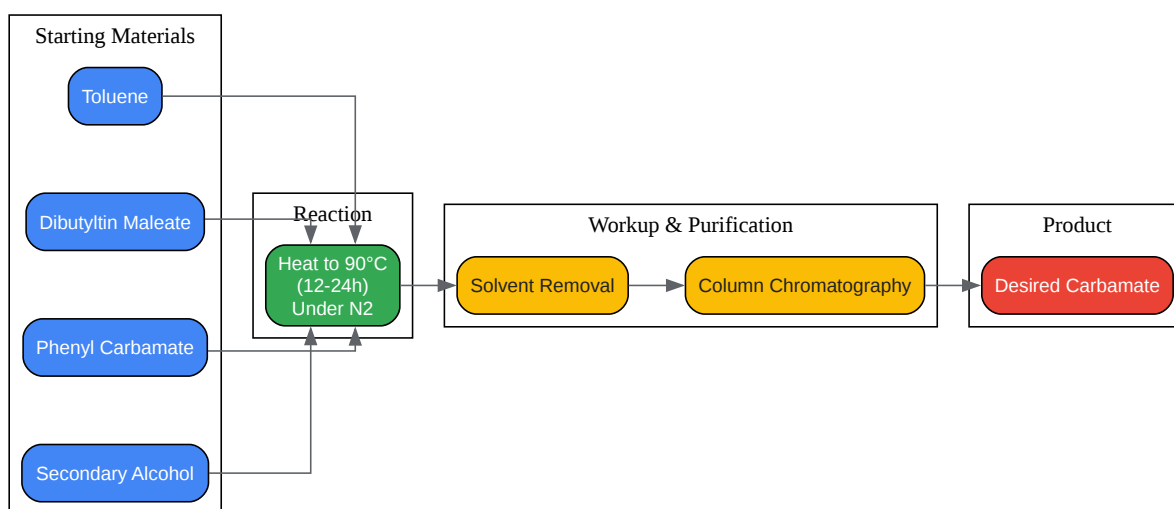 Starting Materials
Toluene
Dibutyltin Maleate
Phenyl Carbamate
Secondary Alcohol
Reaction
Heat to 90°C
(12-24h)
Under N2
Workup & Purification
Solvent Removal
Column Chromatography
Product
Desired Carbamate